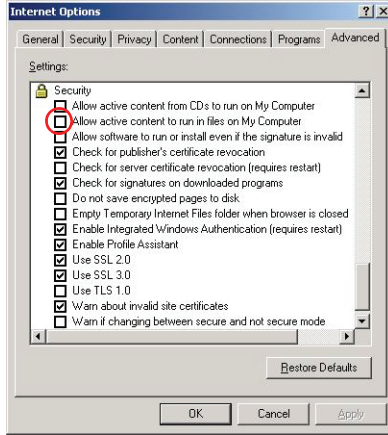 Internet Options
General Security Privacy Content Connections Programs Advanced
Settings:
Security
Allow active content from CDs to run on My Computer
Allow active content to run in files on My Computer
Allow software to run or install even if the signature is invalid
Check for publisher's certificate revocation
Check for server certificate revocation (requires restart)
Check for signatures on downloaded programs
Do not save encrypted pages to disk
Empty Temporary Internet Files folder when browser is closed
Enable Integrated Windows Authentication (requires restart)
Enable Profile Assistant
Use SSL 2.0
Use SSL 3.0
Use TLS 1.0
Warn about invalid site certificates
Warn if changing between secure and not secure mode
Restore Defaults
OK Cancel Apply